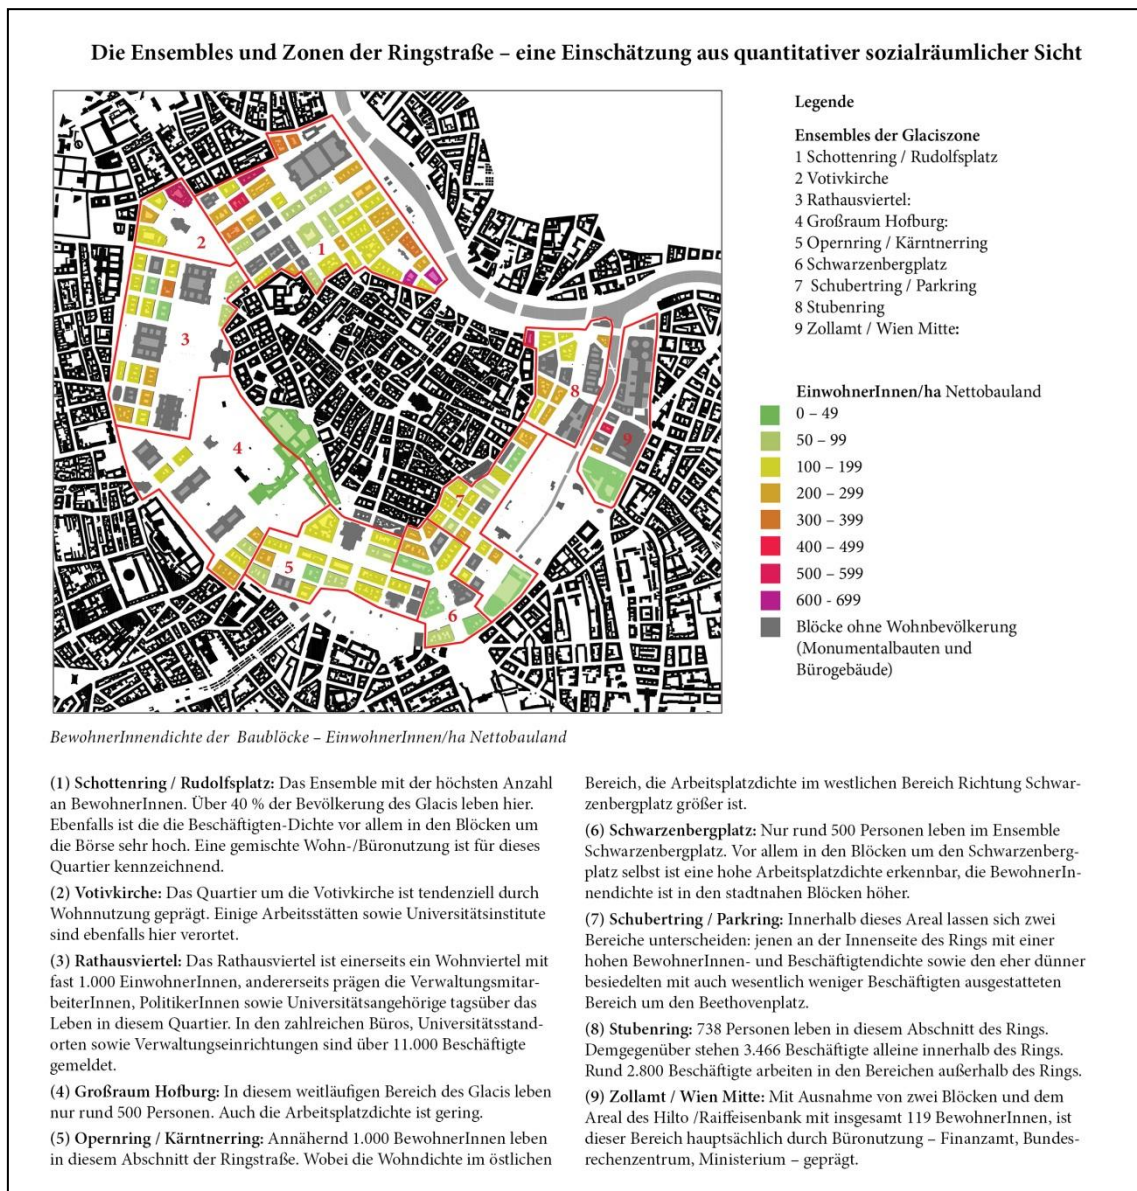 Die Ensembles und Zonen der Ringstraße – eine Einschätzung aus quantitativer sozialräumlicher Sicht
1
2
3
4
5
6
7
8
9
Legende
Ensembles der Glaciszone
1 Schottenring / Rudolfsplatz
2 Votivkirche
3 Rathausviertel:
4 Großraum Hofburg:
5 Opernring / Kärntnerring
6 Schwarzenbergplatz
7 Schubertring / Parkring
8 Stubenring
9 Zollamt / Wien Mitte:
EinwohnerInnen/ha Nettobauland
0 – 49
50 – 99
100 – 199
200 – 299
300 – 399
400 – 499
500 – 599
600 - 699
Blöcke ohne Wohnbevölkerung
(Monumentalbauten und
Bürogebäude)
BewohnerInnendichte der Baublöcke – EinwohnerInnen/ha Nettobauland
(1) Schottenring / Rudolfsplatz: Das Ensemble mit der höchsten Anzahl
an BewohnerInnen. Über 40 % der Bevölkerung des Glacis leben hier.
Ebenfalls ist die die Beschäftigten-Dichte vor allem in den Blöcken um
die Börse sehr hoch. Eine gemischte Wohn-/Büronutzung ist für dieses
Quartier kennzeichnend.
(2) Votivkirche: Das Quartier um die Votivkirche ist tendenziell durch
Wohnnutzung geprägt. Einige Arbeitsstätten sowie Universitätsinstitute
sind ebenfalls hier verortet.
(3) Rathausviertel: Das Rathausviertel ist einerseits ein Wohnviertel mit
fast 1.000 EinwohnerInnen, andererseits prägen die Verwaltungsmitar-
beiterInnen, PolitikerInnen sowie Universitätsangehörige tagsüber das
Leben in diesem Quartier. In den zahlreichen Büros, Universitätsstand-
orten sowie Verwaltungseinrichtungen sind über 11.000 Beschäftigte
gemeldet.
(4) Großraum Hofburg: In diesem weitläufigen Bereich des Glacis leben
nur rund 500 Personen. Auch die Arbeitsplatzdichte ist gering.
(5) Opernring / Kärntnerring: Annähernd 1.000 BewohnerInnen leben
in diesem Abschnitt der Ringstraße. Wobei die Wohndichte im östlichen
Bereich, die Arbeitsplatzdichte im westlichen Bereich Richtung Schwar-
zenbergplatz größer ist.
(6) Schwarzenbergplatz: Nur rund 500 Personen leben im Ensemble
Schwarzenbergplatz. Vor allem in den Blöcken um den Schwarzenberg-
platz selbst ist eine hohe Arbeitsplatzdichte erkennbar, die BewohnerIn-
nendichte ist in den stadtnahen Blöcken höher.
(7) Schubertring / Parkring: Innerhalb dieses Areal lassen sich zwei
Bereiche unterscheiden: jenen an der Innenseite des Rings mit einer
hohen BewohnerInnen- und Beschäftigtendichte sowie den eher dünner
besiedelten mit auch wesentlich weniger Beschäftigten ausgestatteten
Bereich um den Beethovenplatz.
(8) Stubenring: 738 Personen leben in diesem Abschnitt des Rings.
Demgegenüber stehen 3.466 Beschäftigte alleine innerhalb des Rings.
Rund 2.800 Beschäftigte arbeiten in den Bereichen außerhalb des Rings.
(9) Zollamt / Wien Mitte: Mit Ausnahme von zwei Blöcken und dem
Areal des Hilto /Raiffeisenbank mit insgesamt 119 BewohnerInnen, ist
dieser Bereich hauptsächlich durch Büronutzung – Finanzamt, Bundes-
rechenzentrum, Ministerium – geprägt.